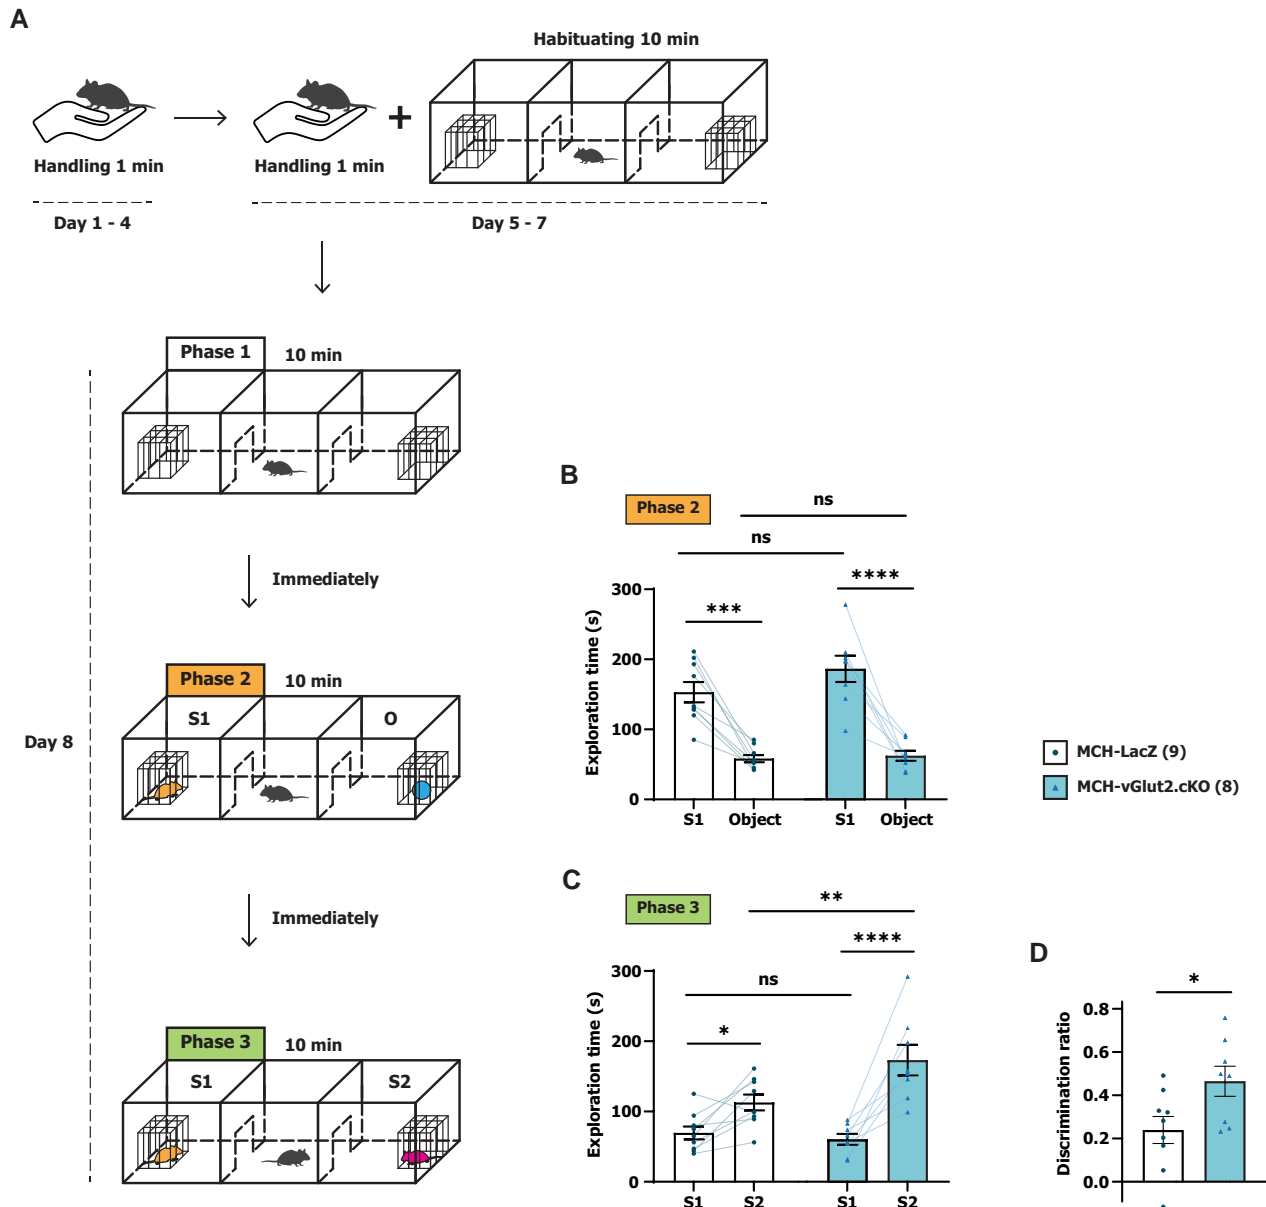 A
Habituating 10 min
+
Handling 1 min
Handling 1 min
Day 1 - 4
Day 5 - 7
Phase 1
10 min
Immediately
Phase 2
10 min
S1
O
Day 8
Immediately
Phase 3
10 min
S1
S2
B
Phase 2
ns
ns
****
***
300
200
100
0
Exploration time (s)
S1
Object
S1
Object
MCH-LacZ (9)
MCH-vGlut2.cKO (8)
C
Phase 3
**
****
ns
*
300
200
100
0
Exploration time (s)
S1
S2
S1
S2
D
*
0.8
0.6
0.4
0.2
0.0
Discrimination ratio